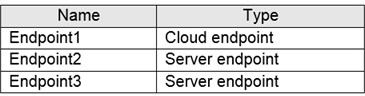 Name Type
Endpoint1 Cloud endpoint
Endpoint2 Server endpoint
Endpoint3 Server endpoint